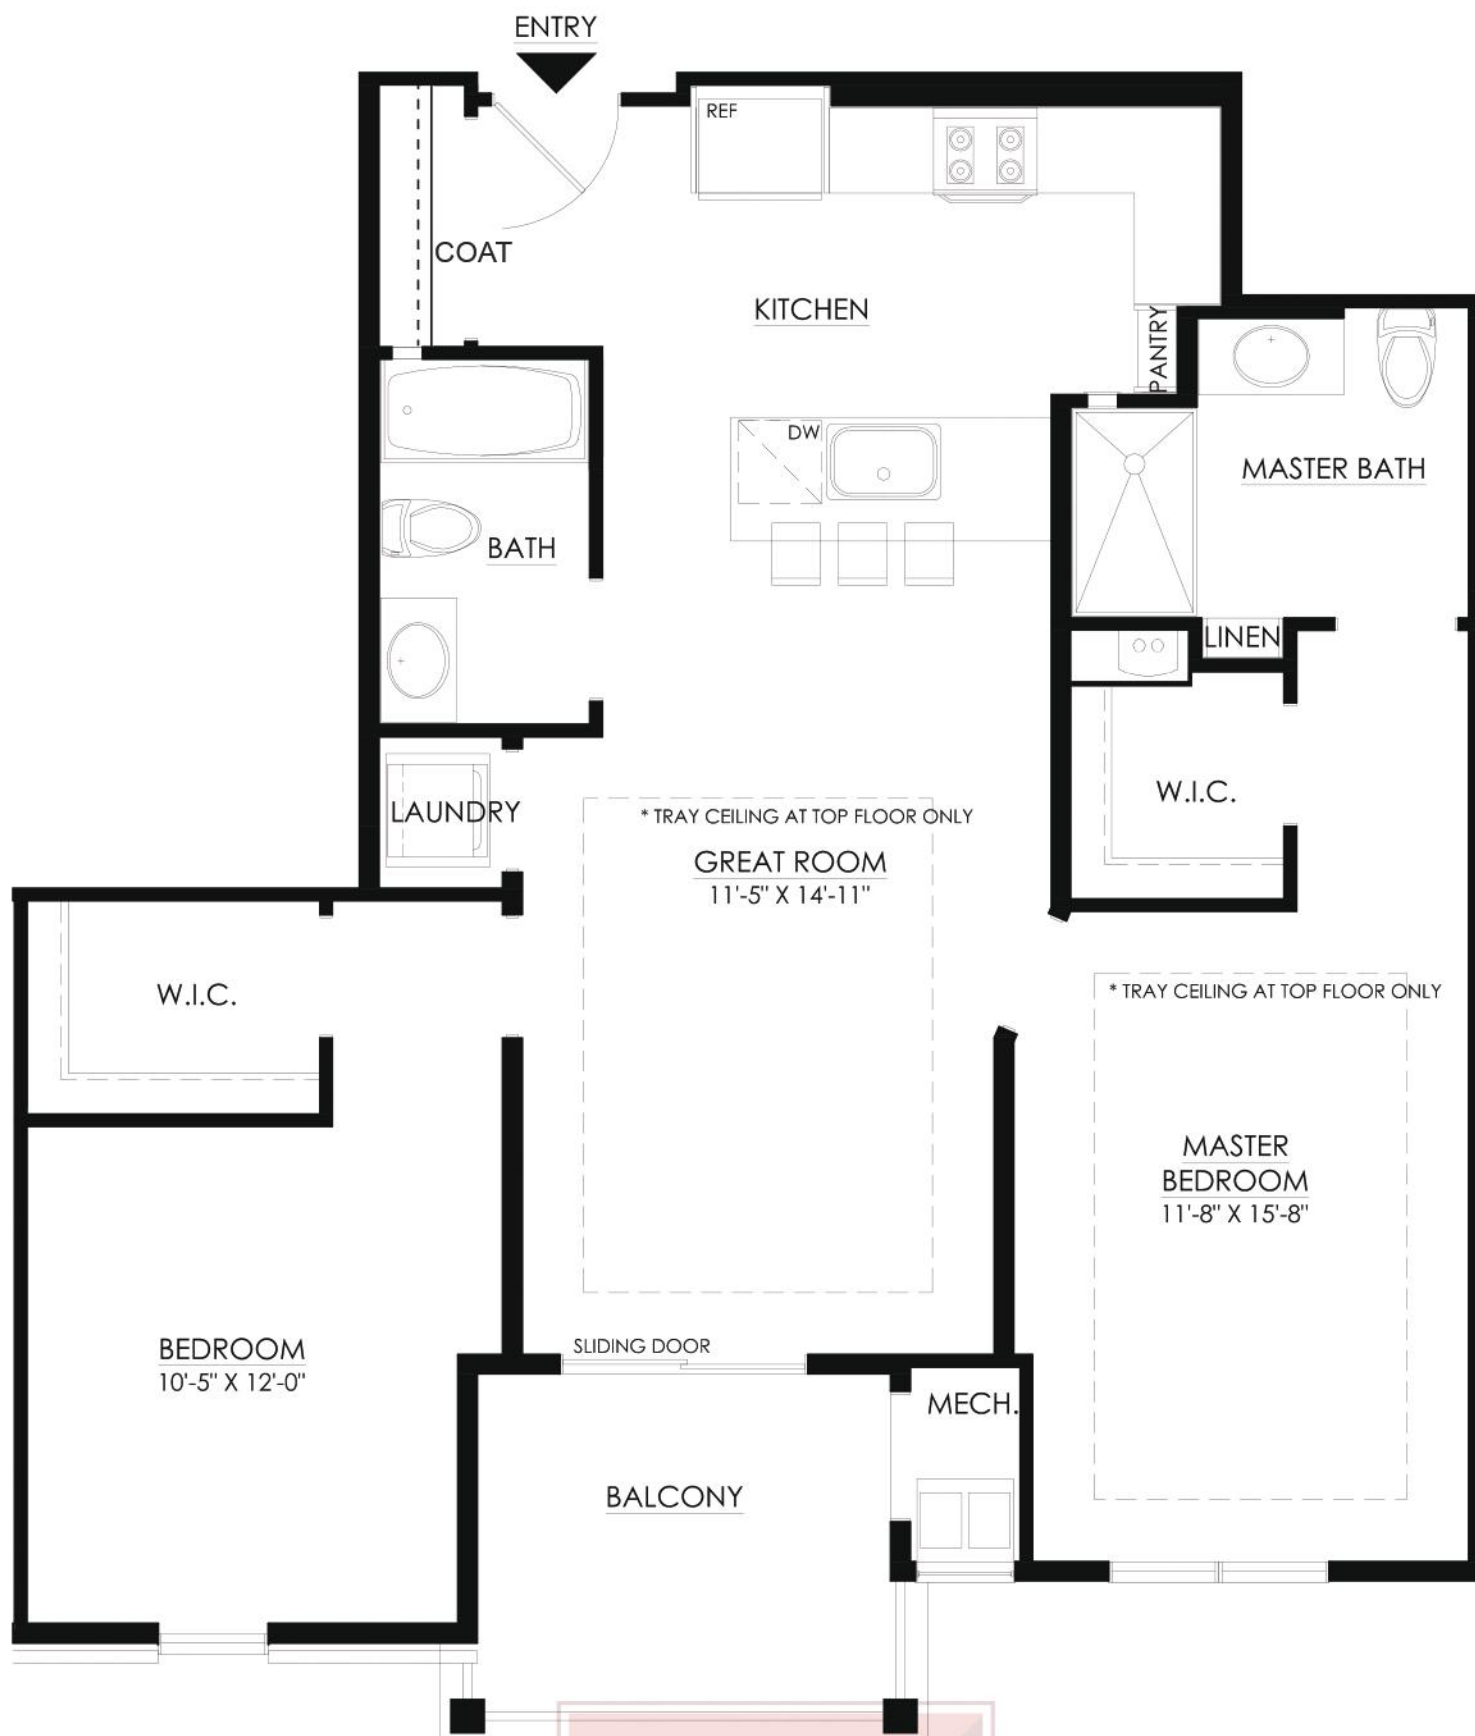 ENTRY
REF
COAT
KITCHEN
PANTRY
DW
MASTER BATH
BATH
LINEN
W.I.C.
LAUNDRY
* TRAY CEILING AT TOP FLOOR ONLY
GREAT ROOM
11'-5" X 14'-11"
W.I.C.
* TRAY CEILING AT TOP FLOOR ONLY
MASTER
BEDROOM
11'-8" X 15'-8"
BEDROOM
10'-5" X 12'-0"
SLIDING DOOR
MECH.
BALCONY